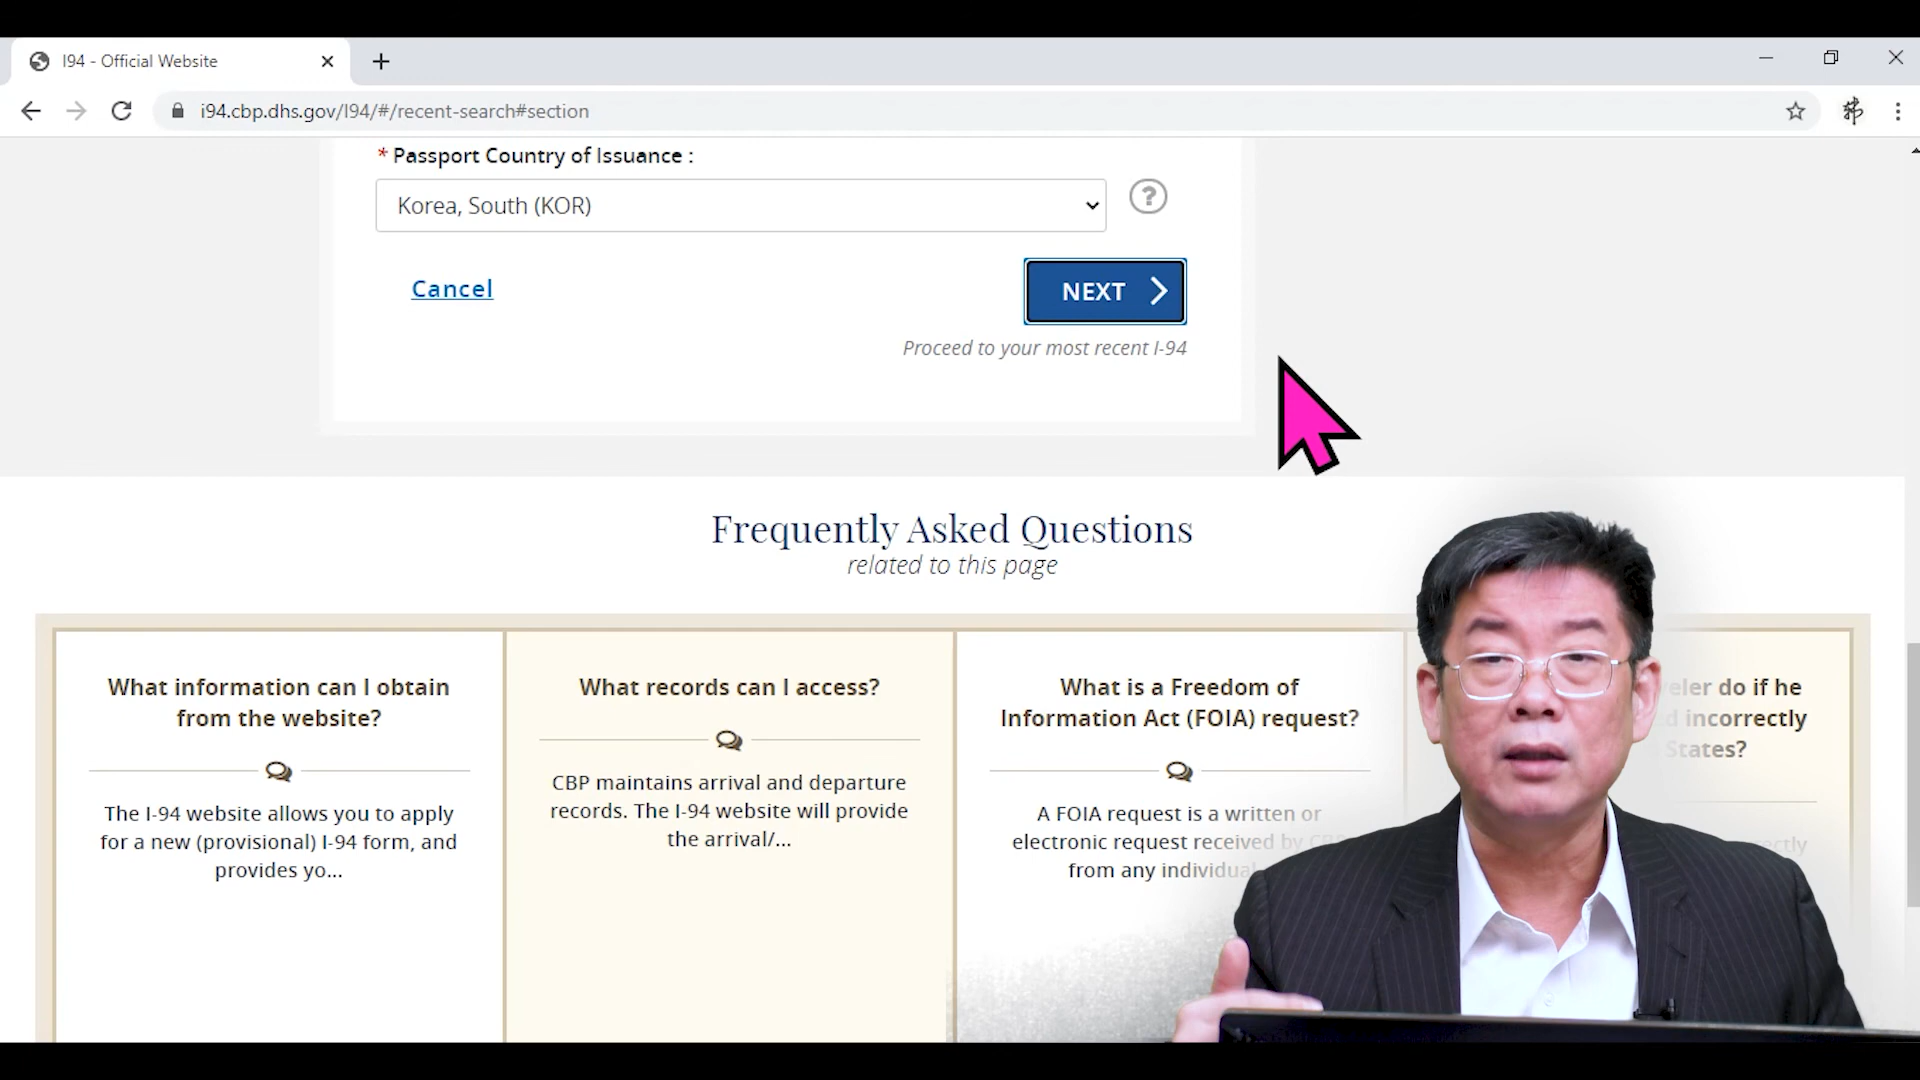 I94 - Official Website
i94.cbp.dhs.gov/I94/#/recent-search#section
* Passport Country of Issuance :
Korea, South (KOR)
?
Cancel
NEXT
Proceed to your most recent I-94
Frequently Asked Questions
related to this page
What information can I obtain
from the website?
The I-94 website allows you to apply
for a new (provisional) I-94 form, and
provides yo...
What records can I access?
CBP maintains arrival and departure
records. The I-94 website will provide
the arrival/...
What is a Freedom of
Information Act (FOIA) request?
A FOIA request is a written or
electronic request received by
from any individual
do if he
incorrectly
States?